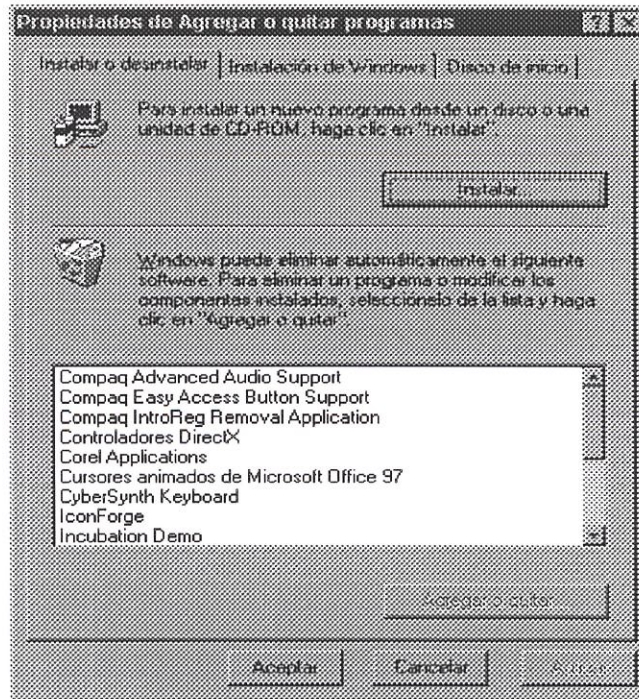 Propiedades de Agregar o quitar programas
Instalar o desinstalar Instalación de Windows Disco de inicio
Para instalar un nuevo programa desde un disco o una
unidad de CD-ROM, haga clic en "Instalar".
Instalar...
Windows puede eliminar automáticamente el siguiente
software. Para eliminar un programa o modificar los
componentes instalados, selecciónelo de la lista y haga
clic en "Agregar o quitar".
Compaq Advanced Audio Support
Compaq Easy Access Button Support
Compaq IntroReg Removal Application
Controladores DirectX
Corel Applications
Cursores animados de Microsoft Office 97
CyberSynth Keyboard
IconForge
Incubation Demo
Agregar o quitar...
Aceptar Cancelar